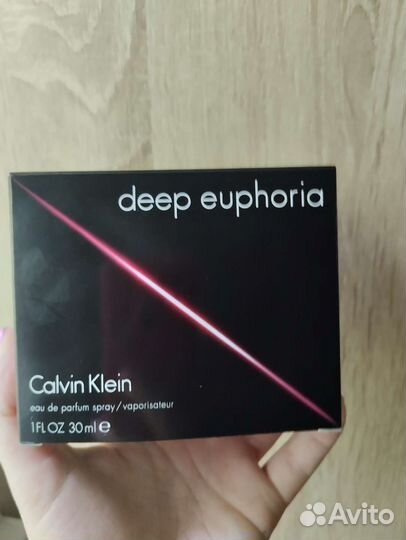 deep euphoria
Calvin Klein
eau de parfum spray/vaporisateur
1 FL OZ 30 ml ℮
Avito